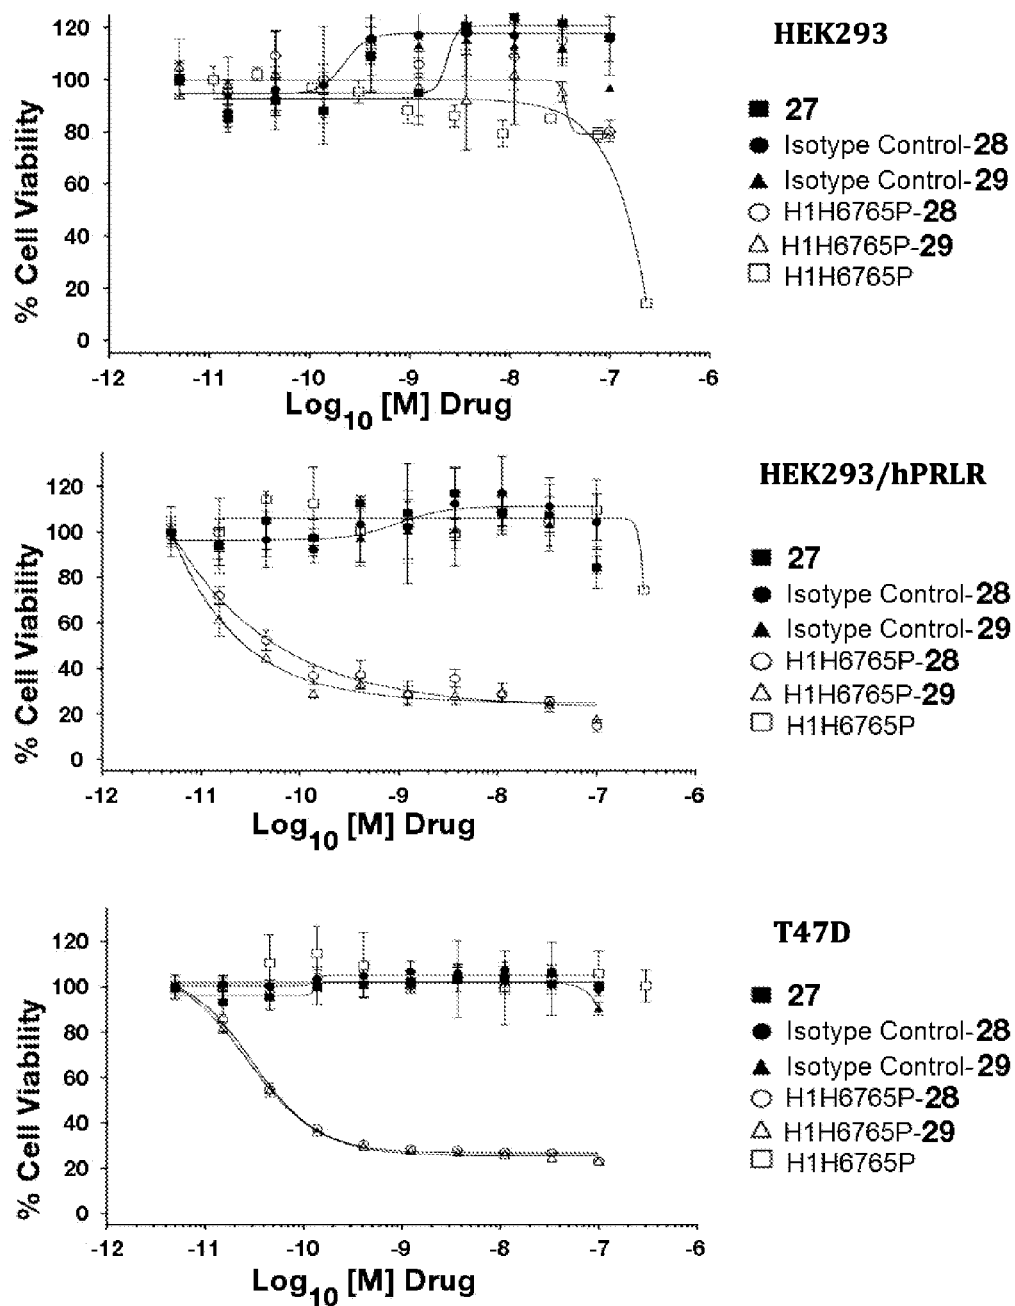 HEK293
120
100
80
60
40
20
0
% Cell Viability
-12 -11 -10 -9 -8 -7 -6
Log10 [M] Drug
27
Isotype Control-28
Isotype Control-29
H1H6765P-28
H1H6765P-29
H1H6765P
HEK293/hPRLR
120
100
80
60
40
20
0
% Cell Viability
-12 -11 -10 -9 -8 -7 -6
Log10 [M] Drug
27
Isotype Control-28
Isotype Control-29
H1H6765P-28
H1H6765P-29
H1H6765P
T47D
120
100
80
60
40
20
0
% Cell Viability
-12 -11 -10 -9 -8 -7 -6
Log10 [M] Drug
27
Isotype Control-28
Isotype Control-29
H1H6765P-28
H1H6765P-29
H1H6765P